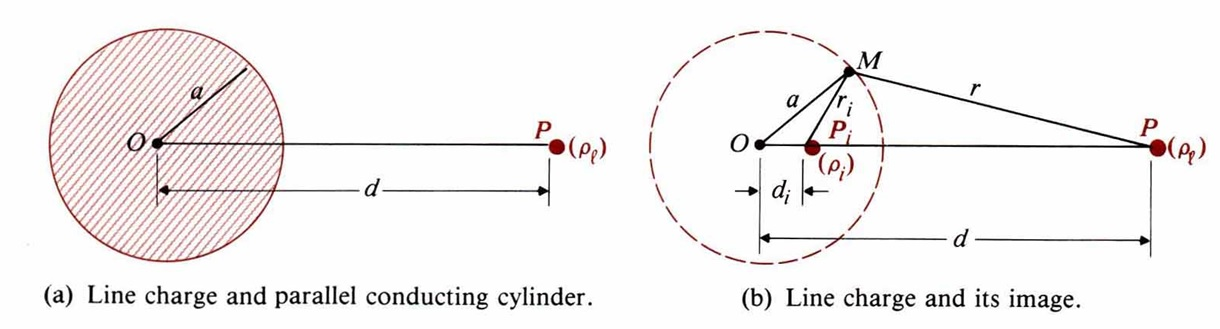 a
O
P
(ρℓ)
d
(a) Line charge and parallel conducting cylinder.
M
a
ri
r
O
Pi
P
(ρℓ)
(ρi)
di
d
(b) Line charge and its image.